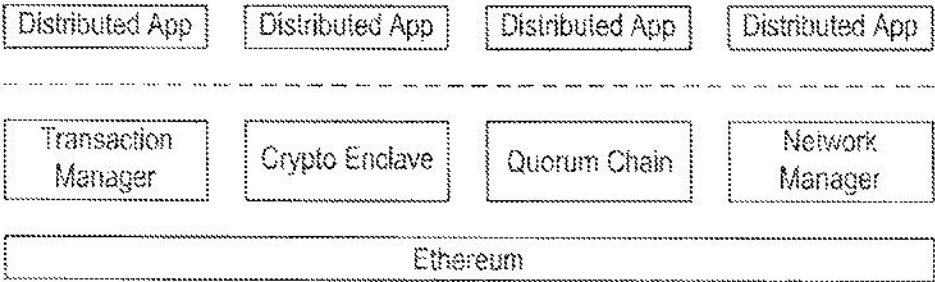 Distributed App
Distributed App
Distributed App
Distributed App
Transaction
Manager
Crypto Enclave
Quorum Chain
Network
Manager
Ethereum